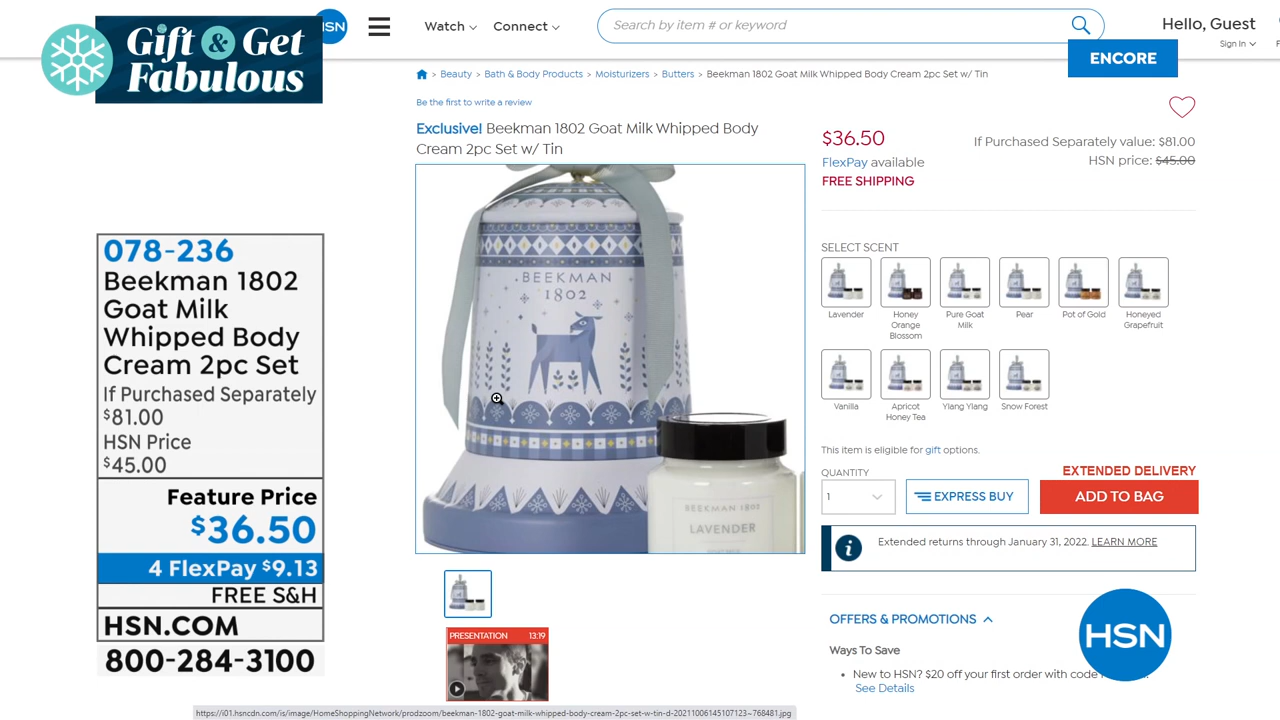 Gift & Get
Fabulous
HSN
Watch
Connect
Search by item # or keyword
Hello, Guest
Sign In
ENCORE
> Beauty > Bath & Body Products > Moisturizers > Butters > Beekman 1802 Goat Milk Whipped Body Cream 2pc Set w/ Tin
Be the first to write a review
Exclusive! Beekman 1802 Goat Milk Whipped Body
Cream 2pc Set w/ Tin
BEEKMAN
1802
BEEKMAN 1802
LAVENDER
PRESENTATION 13:19
$36.50
If Purchased Separately value: $81.00
FlexPay available
HSN price: $45.00
FREE SHIPPING
SELECT SCENT
Lavender
Honey
Orange
Blossom
Pure Goat
Milk
Pear
Pot of Gold
Honeyed
Grapefruit
Vanilla
Apricot
Honey Tea
Ylang Ylang
Snow Forest
This item is eligible for gift options.
QUANTITY
EXTENDED DELIVERY
1
EXPRESS BUY
ADD TO BAG
Extended returns through January 31, 2022. LEARN MORE
OFFERS & PROMOTIONS
Ways To Save
New to HSN? $20 off your first order with code
See Details
HSN
078-236
Beekman 1802
Goat Milk
Whipped Body
Cream 2pc Set
If Purchased Separately
$81.00
HSN Price
$45.00
Feature Price
$36.50
4 FlexPay $9.13
FREE S&H
HSN.COM
800-284-3100
https://i01.hsncdn.com/is/image/HomeShoppingNetwork/prodzoom/beekman-1802-goat-milk-whipped-body-cream-2pc-set-w-tin-d-20211006145107123~768481.jpg